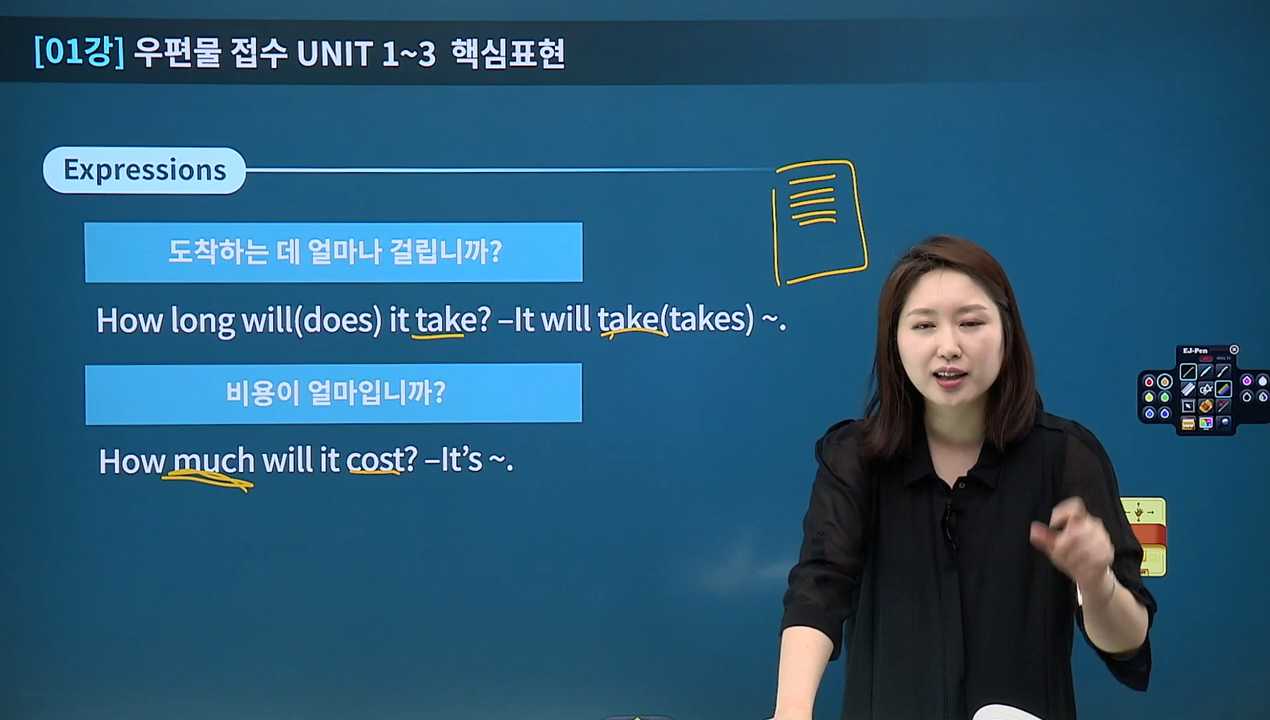 [01강] 우편물 접수 UNIT 1~3 핵심표현
Expressions
도착하는 데 얼마나 걸립니까?
How long will(does) it take? –It will take(takes) ~.
비용이 얼마입니까?
How much will it cost? –It's ~.
EJ-Pen